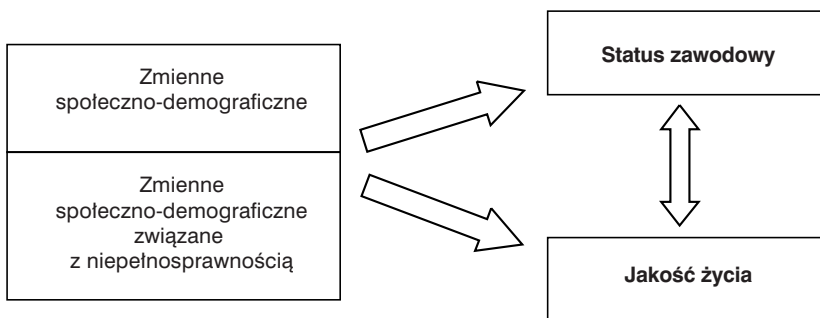 Zmienne
społeczno-demograficzne
Zmienne
społeczno-demograficzne
związane
z niepełnosprawnością
Status zawodowy
Jakość życia